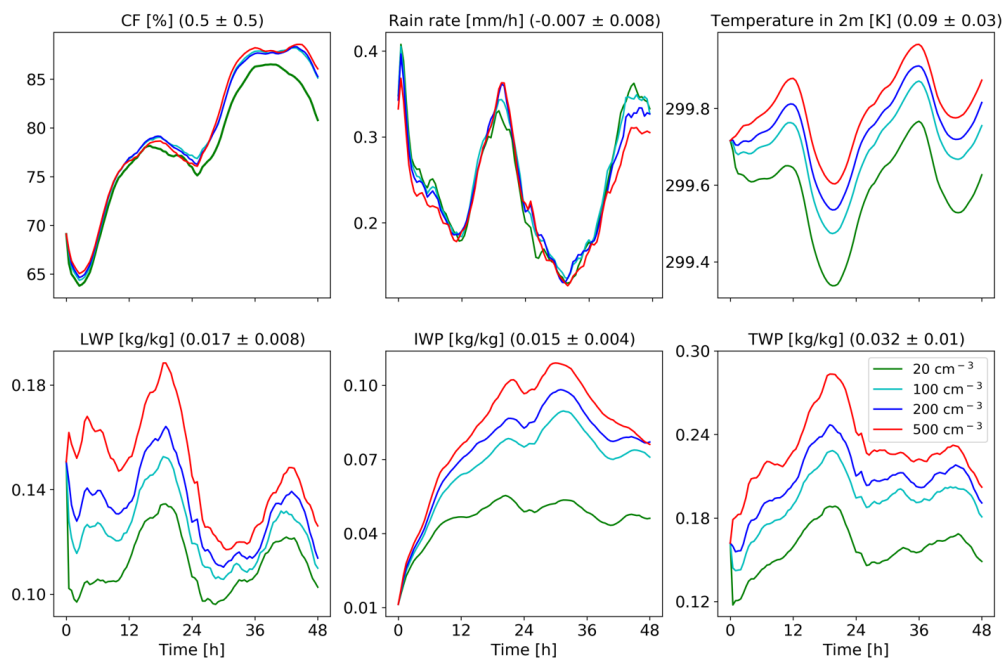 CF [%] (0.5 ± 0.5)
Rain rate [mm/h] (-0.007 ± 0.008)
Temperature in 2m [K] (0.09 ± 0.03)
85
80
75
70
65
0.4
0.3
0.2
299.8
299.6
299.4
LWP [kg/kg] (0.017 ± 0.008)
IWP [kg/kg] (0.015 ± 0.004)
TWP [kg/kg] (0.032 ± 0.01)
0.18
0.14
0.10
0.10
0.07
0.04
0.01
0.30
0.24
0.18
0.12
20 cm⁻³
100 cm⁻³
200 cm⁻³
500 cm⁻³
0 12 24 36 48
0 12 24 36 48
0 12 24 36 48
Time [h]
Time [h]
Time [h]